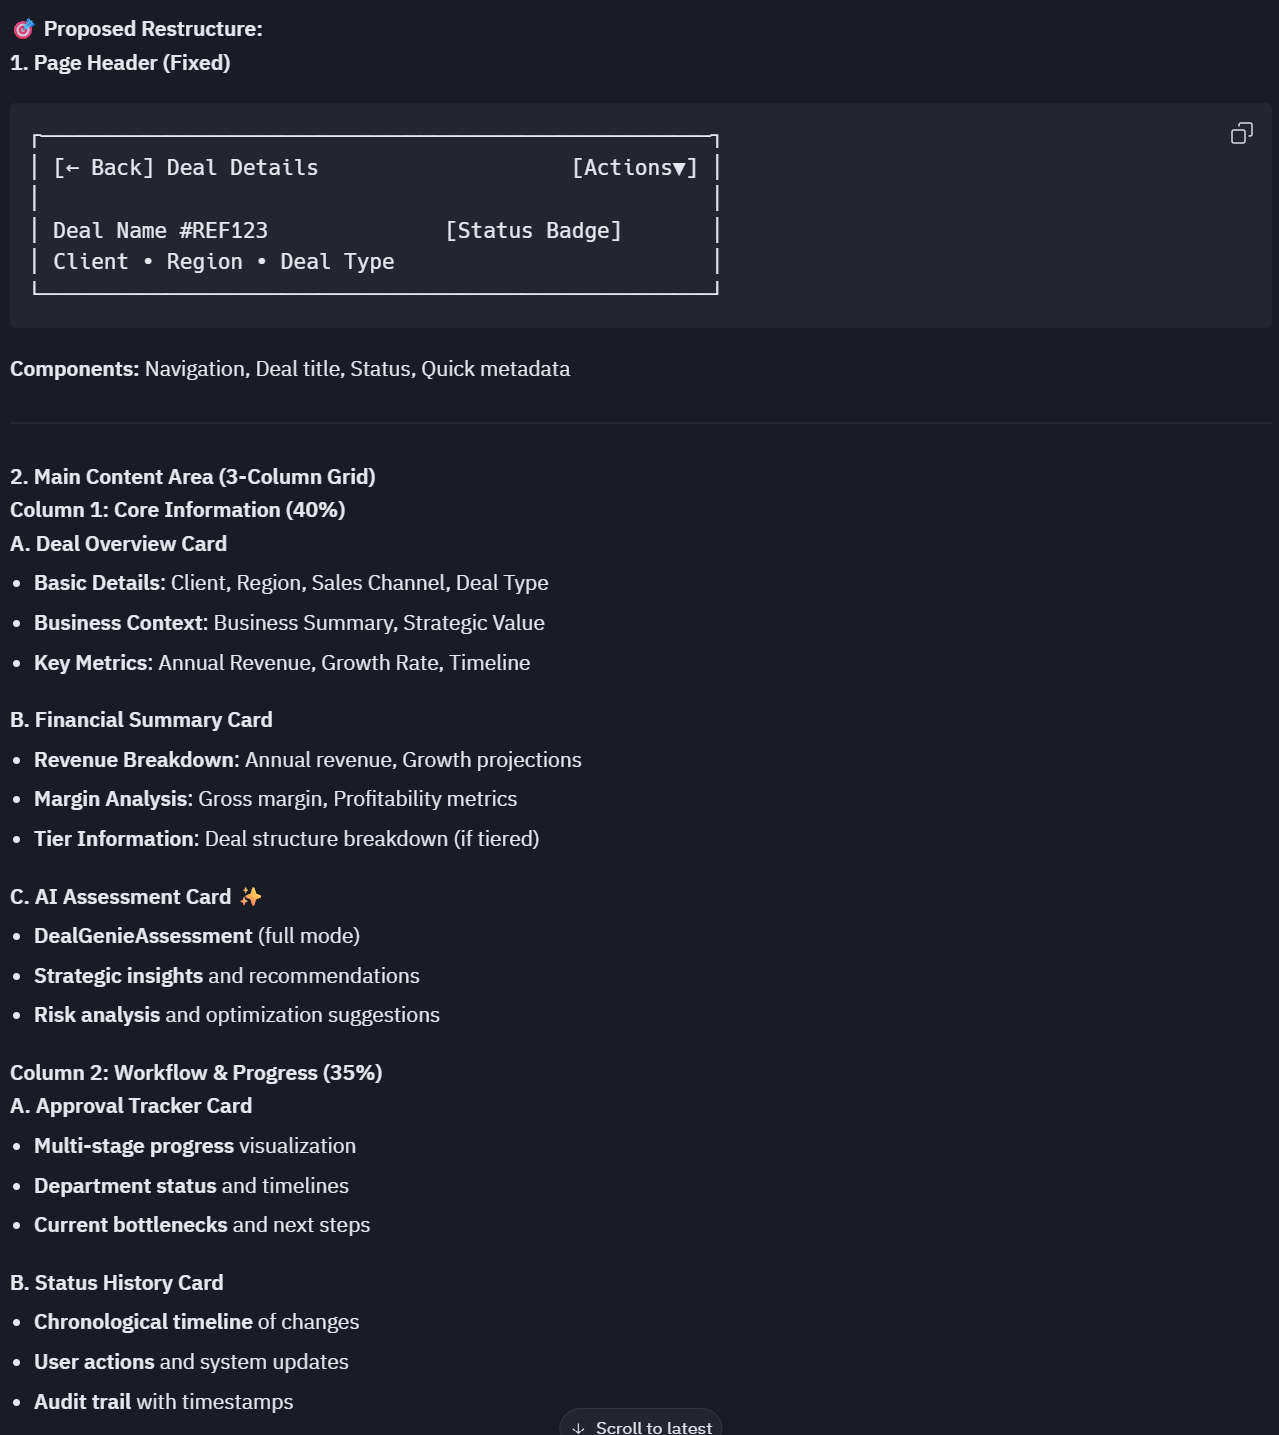 🎯 Proposed Restructure:
1. Page Header (Fixed)
[← Back] Deal Details [Actions▼]
Deal Name #REF123 [Status Badge]
Client • Region • Deal Type
Components: Navigation, Deal title, Status, Quick metadata
2. Main Content Area (3-Column Grid)
Column 1: Core Information (40%)
A. Deal Overview Card
• Basic Details: Client, Region, Sales Channel, Deal Type
• Business Context: Business Summary, Strategic Value
• Key Metrics: Annual Revenue, Growth Rate, Timeline
B. Financial Summary Card
• Revenue Breakdown: Annual revenue, Growth projections
• Margin Analysis: Gross margin, Profitability metrics
• Tier Information: Deal structure breakdown (if tiered)
C. AI Assessment Card ✨
• DealGenieAssessment (full mode)
• Strategic insights and recommendations
• Risk analysis and optimization suggestions
Column 2: Workflow & Progress (35%)
A. Approval Tracker Card
• Multi-stage progress visualization
• Department status and timelines
• Current bottlenecks and next steps
B. Status History Card
• Chronological timeline of changes
• User actions and system updates
• Audit trail with timestamps
↓ Scroll to latest